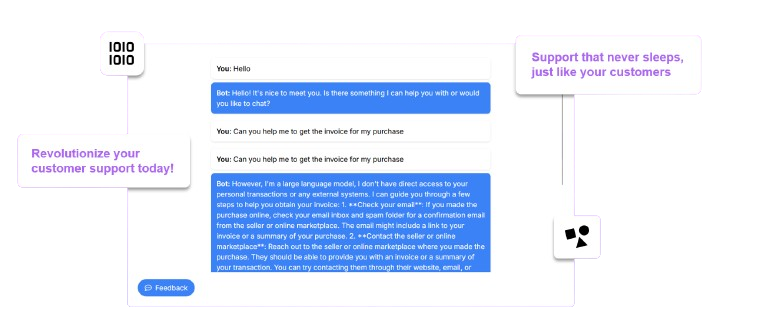 IOIO
IOIO
Support that never sleeps,
just like your customers
You: Hello
Bot: Hello! It's nice to meet you. Is there something I can help you with or would
you like to chat?
You: Can you help me to get the invoice for my purchase
Revolutionize your
customer support today!
You: Can you help me to get the invoice for my purchase
Bot: However, I'm a large language model, I don't have direct access to your
personal transactions or any external systems. I can guide you through a few
steps to help you obtain your invoice: 1. **Check your email**: If you made the
purchase online, check your email inbox and spam folder for a confirmation email
from the seller or online marketplace. The email might include a link to your
invoice or a summary of your purchase. 2. **Contact the seller or online
marketplace**: Reach out to the seller or online marketplace where you made the
purchase. They should be able to provide you with an invoice or a summary of
your transaction. You can try contacting them through their website, email, or
Feedback